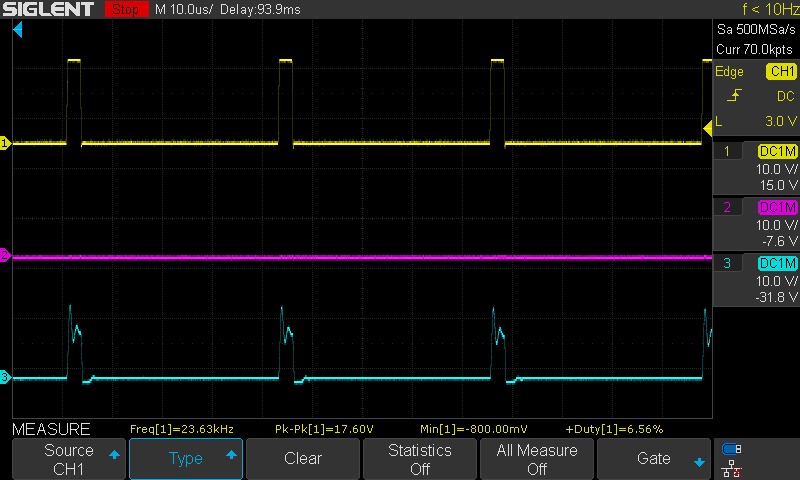 SIGLENT Stop M 10.0us/ Delay:93.9ms f < 10Hz
Sa 500MSa/s
Curr 70.0kpts
Edge CH1
DC
L 3.0 V
1 DC1M
10.0 V/
15.0 V
2 DC1M
10.0 V/
-7.6 V
3 DC1M
10.0 V/
-31.8 V
1
2
3
MEASURE Freq[1]=23.63kHz Pk-Pk[1]=17.60V Min[1]=-800.00mV +Duty[1]=6.56%
Source
CH1
Type
Clear
Statistics
Off
All Measure
Off
Gate